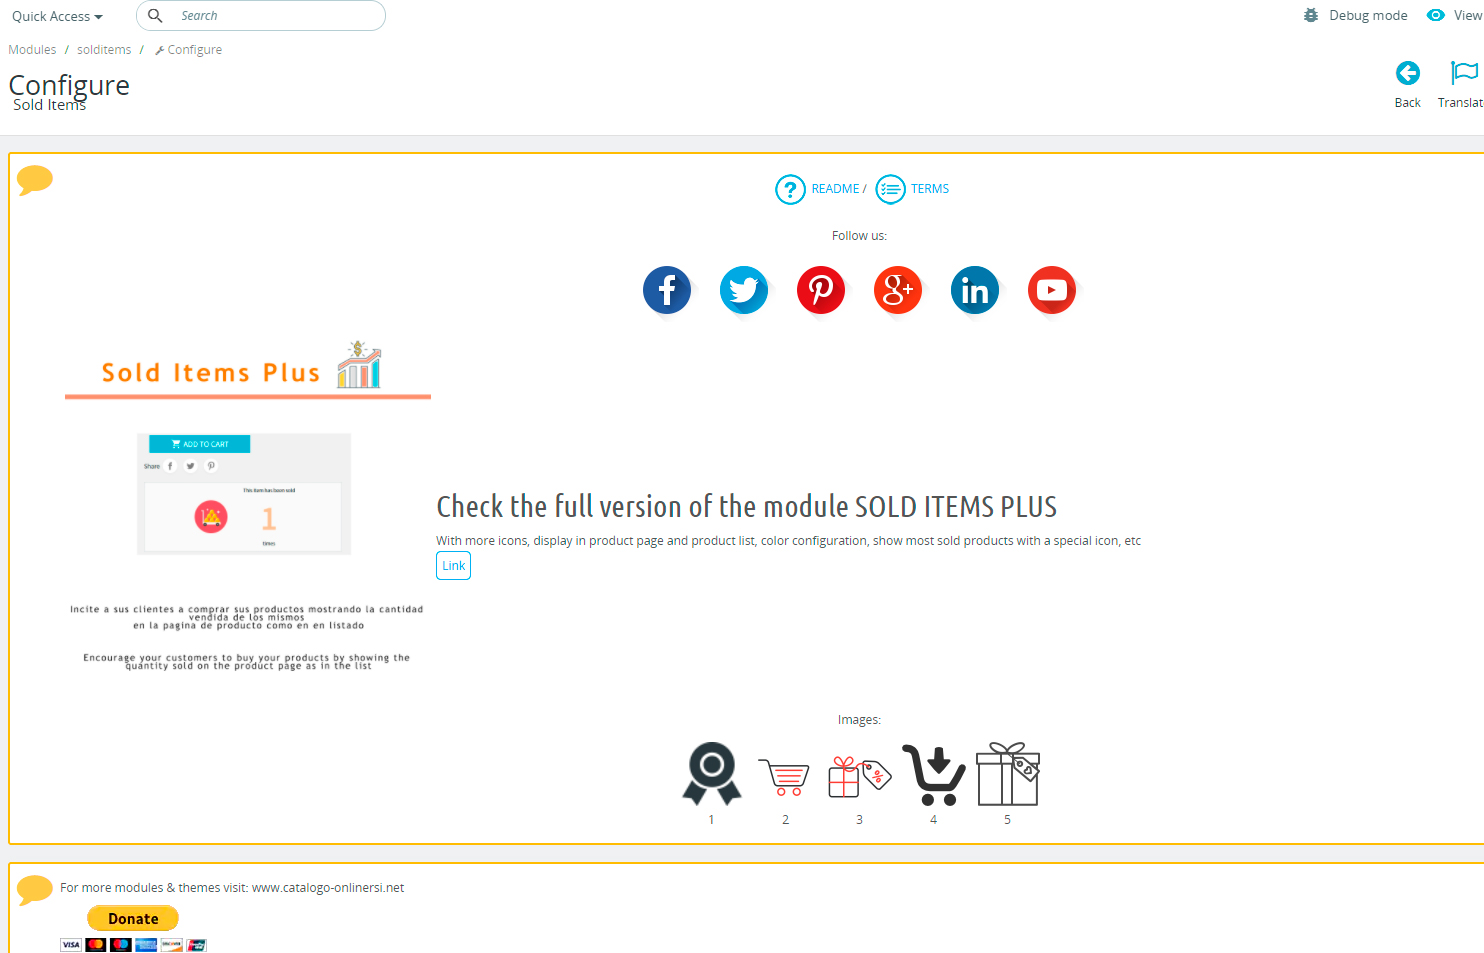 Quick Access
Search
Debug mode
View
Modules / solditems / Configure
Configure
Sold Items
Back
Translat
README / TERMS
Follow us:
Sold Items Plus
ADD TO CART
Share
This item has been sold
1
times
Check the full version of the module SOLD ITEMS PLUS
With more icons, display in product page and product list, color configuration, show most sold products with a special icon, etc
Link
Incite a sus clientes a comprar sus productos mostrando la cantidad
vendida de los mismos
en la pagina de producto como en en listado
Encourage your customers to buy your products by showing the
quantity sold on the product page as in the list
Images:
1 2 3 4 5
For more modules & themes visit: www.catalogo-onlinersi.net
Donate
VISA